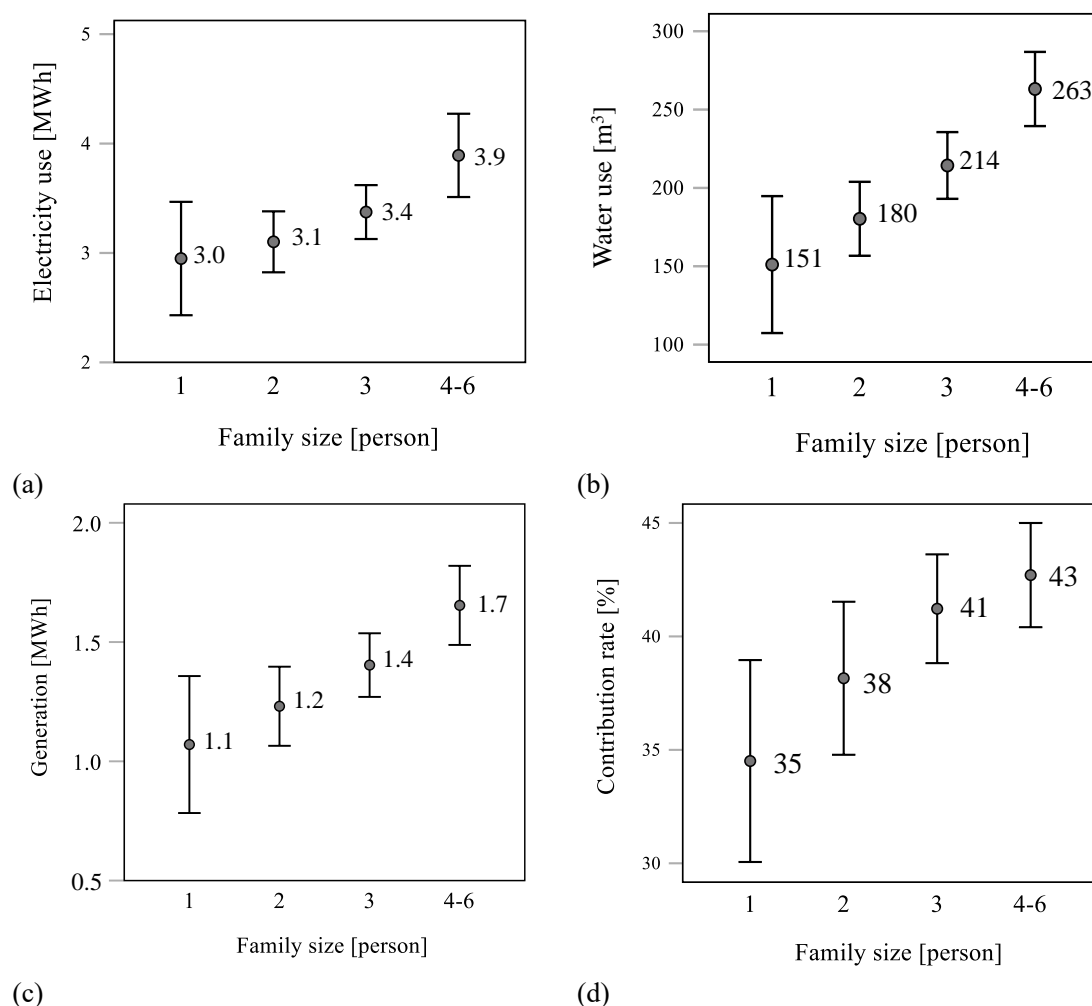 Electricity use [MWh]
5
4
3
2
3.0
3.1
3.4
3.9
1 2 3 4-6
Family size [person]
(a)
Water use [m³]
300
250
200
150
100
151
180
214
263
1 2 3 4-6
Family size [person]
(b)
Generation [MWh]
2.0
1.5
1.0
0.5
1.1
1.2
1.4
1.7
1 2 3 4-6
Family size [person]
(c)
Contribution rate [%]
45
40
35
30
35
38
41
43
1 2 3 4-6
Family size [person]
(d)